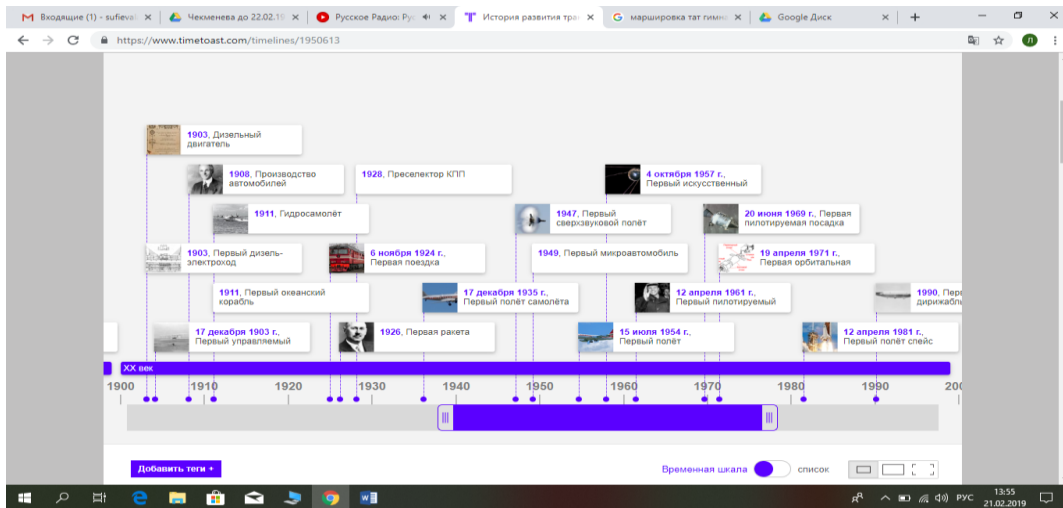 Входящие (1) - sufieval
Чекменева до 22.02.19
Русское Радио: Рус
История развития тран
маршировка тат гимна
Google Диск
https://www.timetoast.com/timelines/1950613
1903, Дизельный
двигатель
1908, Производство
автомобилей
1928, Преселектор КПП
4 октября 1957 г.,
Первый искусственный
1911, Гидросамолёт
1947, Первый
сверхзвуковой полёт
20 июня 1969 г., Первая
пилотируемая посадка
1903, Первый дизель-
электроход
6 ноября 1924 г.,
Первая поездка
1949, Первый микроавтомобиль
19 апреля 1971 г.,
Первая орбитальная
1911, Первый океанский
корабль
17 декабря 1935 г.,
Первый полёт самолёта
12 апреля 1961 г.,
Первый пилотируемый
1990, Перв
дирижабль
17 декабря 1903 г.,
Первый управляемый
1926, Первая ракета
15 июля 1954 г.,
Первый полёт
12 апреля 1981 г.,
Первый полёт спейс
XX век
1900 1910 1920 1930 1940 1950 1960 1970 1980 1990 200
Добавить теги +
Временная шкала
список
РУС
13:55
21.02.2019